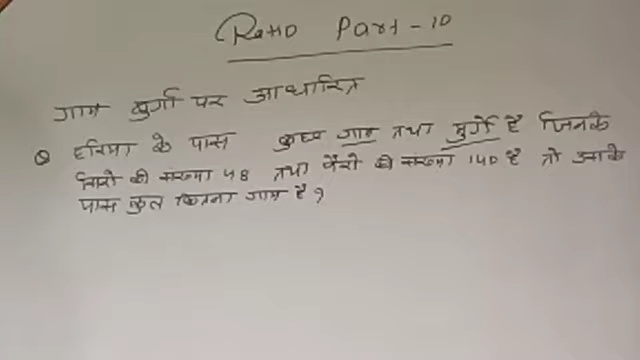 Ratio Part-10
गाय मुर्गा पर आधारित
Q हरिया के पास कुछ गाय तथा मुर्गे है जिनके
सिरो की संख्या 48 तथा पैरो की संख्या 140 है तो उसके
पास कुल कितना गाय है ?